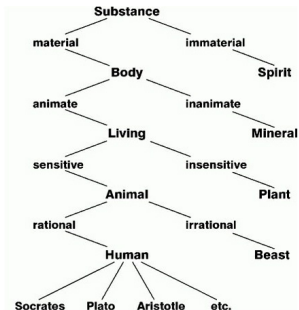 Substance
material immaterial
Body Spirit
animate inanimate
Living Mineral
sensitive insensitive
Animal Plant
rational irrational
Human Beast
Socrates Plato Aristotle etc.